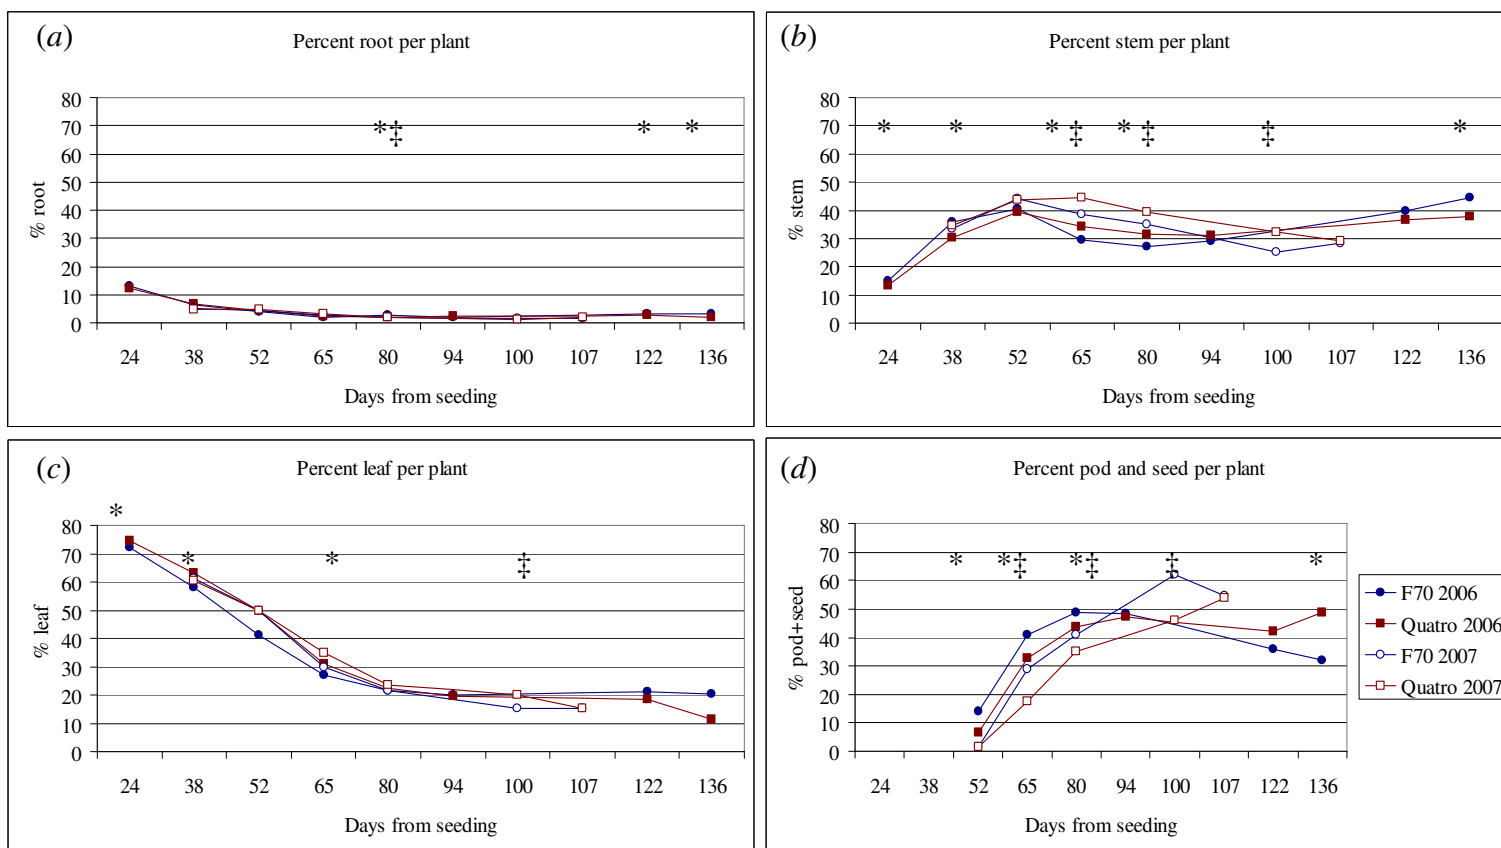 (a)
Percent root per plant
80
70
60
50
40
30
20
10
0
% root
*‡ * *
24 38 52 65 80 94 100 107 122 136
Days from seeding
(b)
Percent stem per plant
80
70
60
50
40
30
20
10
0
% stem
* * *‡ *‡ ‡ *
24 38 52 65 80 94 100 107 122 136
Days from seeding
(c)
Percent leaf per plant
80
70
60
50
40
30
20
10
0
% leaf
*
* * ‡
24 38 52 65 80 94 100 107 122 136
Days from seeding
(d)
Percent pod and seed per plant
80
70
60
50
40
30
20
10
0
% pod+seed
* *‡ *‡ ‡ *
24 38 52 65 80 94 100 107 122 136
Days from seeding
F70 2006
Quatro 2006
F70 2007
Quatro 2007